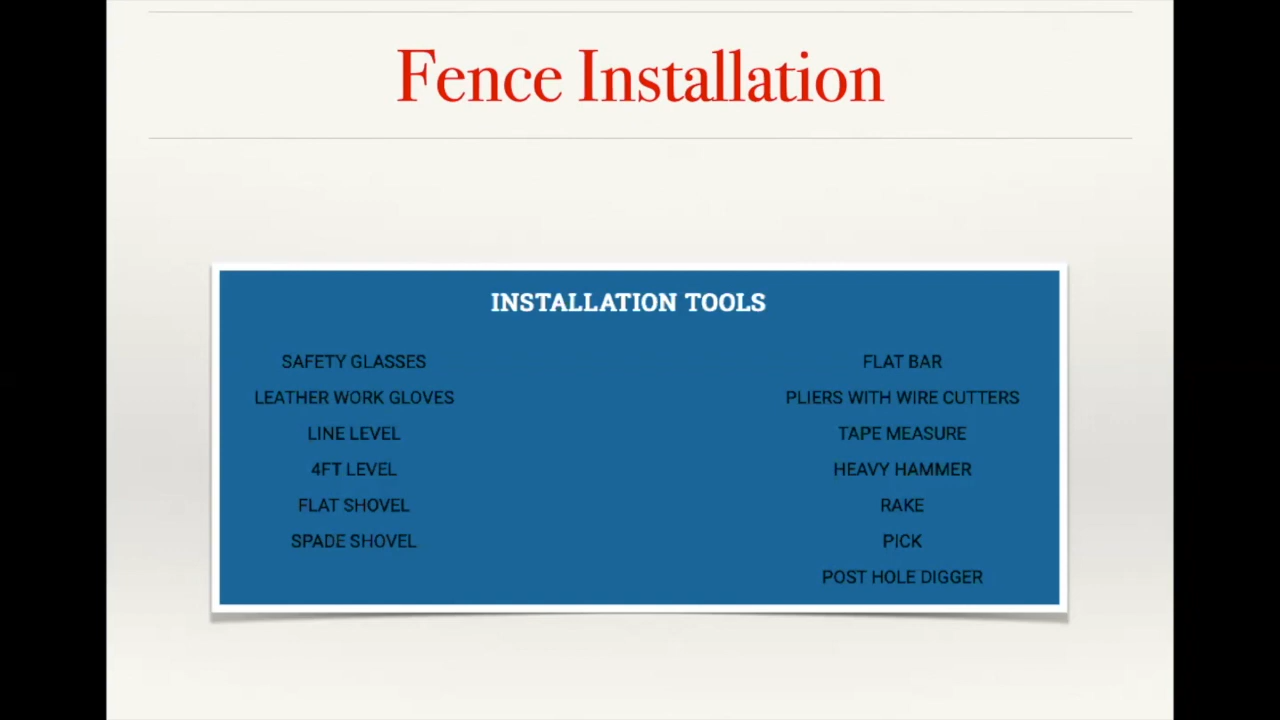 Fence Installation
INSTALLATION TOOLS
SAFETY GLASSES
LEATHER WORK GLOVES
LINE LEVEL
4FT LEVEL
FLAT SHOVEL
SPADE SHOVEL
FLAT BAR
PLIERS WITH WIRE CUTTERS
TAPE MEASURE
HEAVY HAMMER
RAKE
PICK
POST HOLE DIGGER